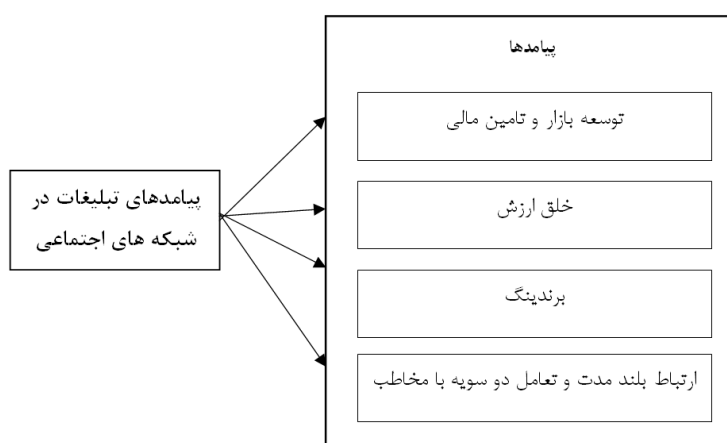 پیامدها
توسعه بازار و تامین مالی
خلق ارزش
برندینگ
ارتباط بلند مدت و تعامل دو سویه با مخاطب
پیامدهای تبلیغات در
شبکه های اجتماعی